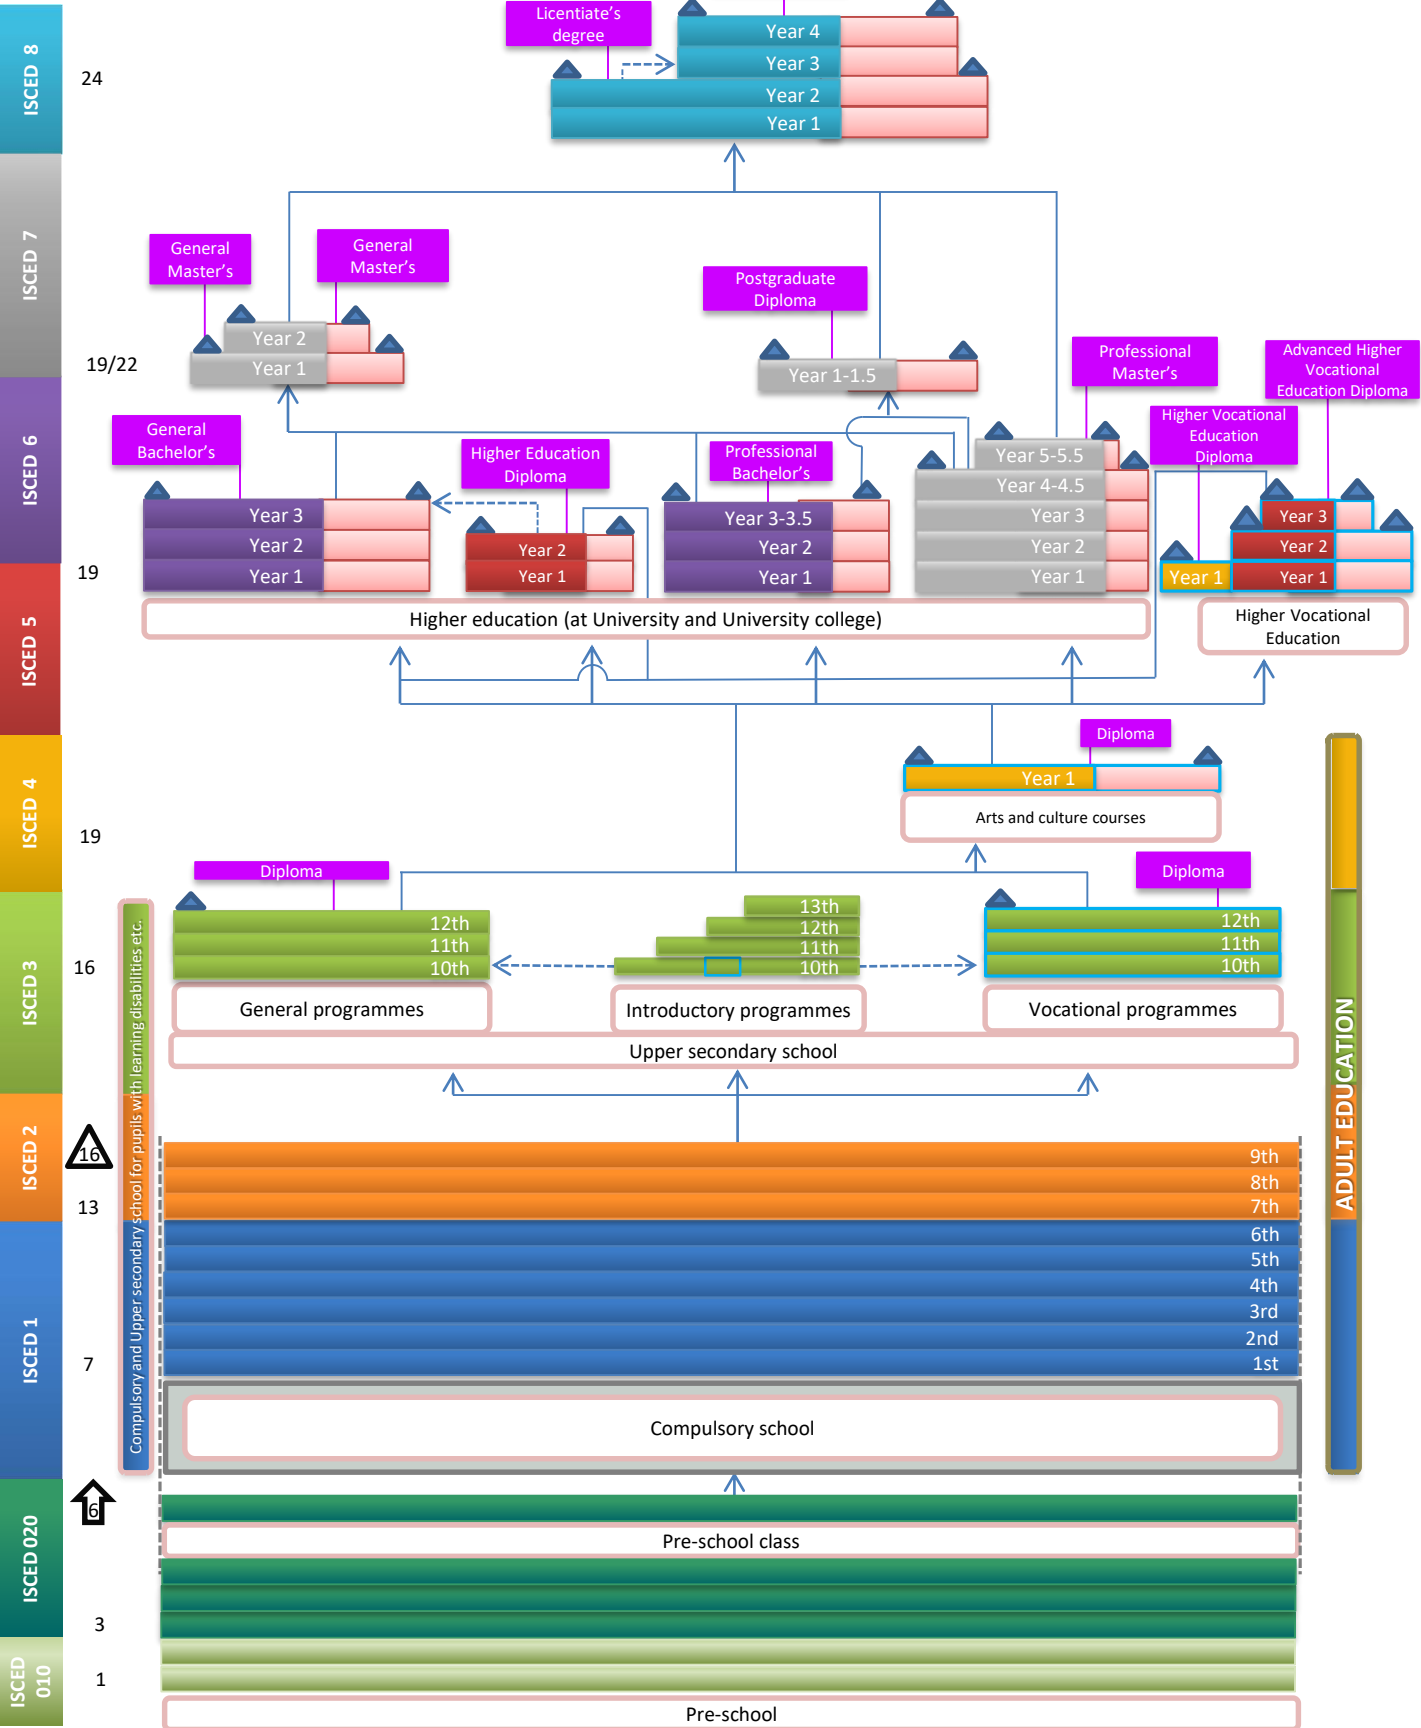 Licentiate's
degree
Year 4
Year 3
Year 2
Year 1
ISCED 8
24
ISCED 7
General
Master's
General
Master's
Postgraduate
Diploma
Year 2
Year 1
Year 1-1.5
19/22
Professional
Master's
Advanced Higher
Vocational
Education Diploma
Higher Vocational
Education
Diploma
ISCED 6
General
Bachelor's
Higher Education
Diploma
Professional
Bachelor's
Year 3
Year 2
Year 1
Year 2
Year 1
Year 3-3.5
Year 2
Year 1
Year 5-5.5
Year 4-4.5
Year 3
Year 2
Year 1
Year 1
Year 3
Year 2
Year 1
19
Higher education (at University and University college)
Higher Vocational
Education
ISCED 5
Diploma
Year 1
Arts and culture courses
ISCED 4
19
Diploma
Diploma
12th
11th
10th
13th
12th
11th
10th
12th
11th
10th
ISCED 3
16
General programmes
Introductory programmes
Vocational programmes
Upper secondary school
Compulsory and Upper secondary school for pupils with learning disabilities etc.
ADULT EDUCATION
ISCED 2
16
13
9th
8th
7th
6th
5th
4th
3rd
2nd
1st
ISCED 1
7
Compulsory school
6
ISCED 020
Pre-school class
3
ISCED
010
1
Pre-school